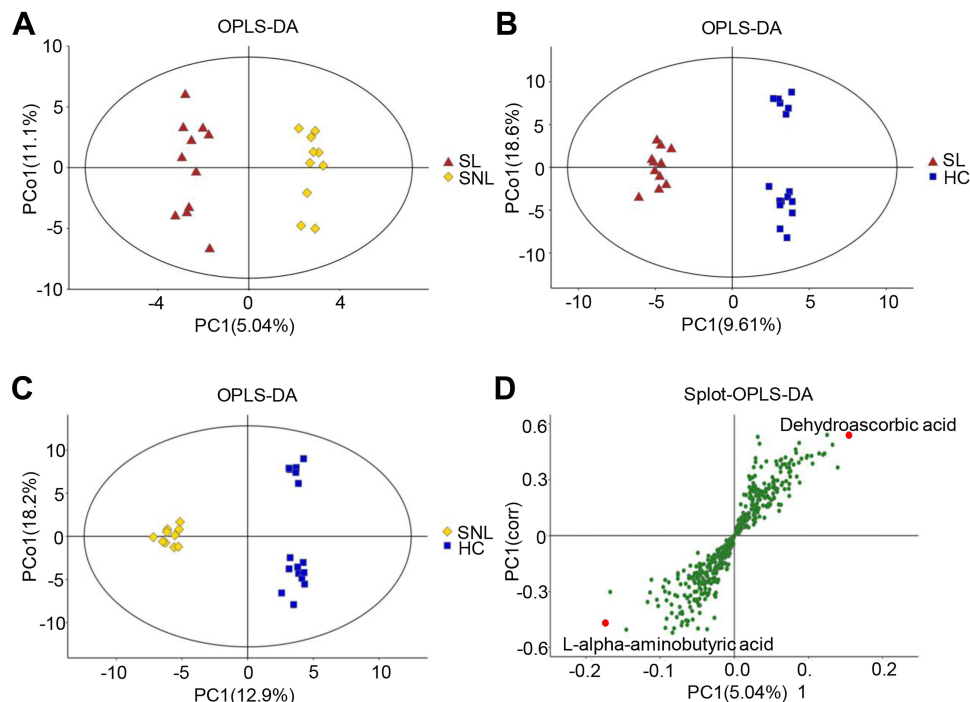 A
OPLS-DA
PCo1(11.1%)
10
5
0
-5
-10
-4
0
4
PC1(5.04%)
SL
SNL
B
OPLS-DA
PCo1(18.6%)
10
5
0
-5
-10
-10
-5
0
5
10
PC1(9.61%)
SL
HC
C
OPLS-DA
PCo1(18.2%)
10
5
0
-5
-10
-10
-5
0
5
10
PC1(12.9%)
SNL
HC
D
Splot-OPLS-DA
Dehydroascorbic acid
PC1(corr)
0.6
0.3
0
-0.3
-0.6
L-alpha-aminobutyric acid
-0.2
-0.1
0.0
0.1
0.2
PC1(5.04%) 1